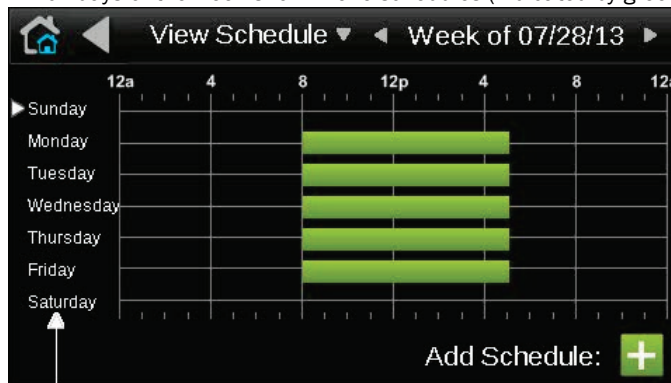 View Schedule Week of 07/28/13
12a 4 8 12p 4 8 12a
Sunday
Monday
Tuesday
Wednesday
Thursday
Friday
Saturday
Add Schedule: +